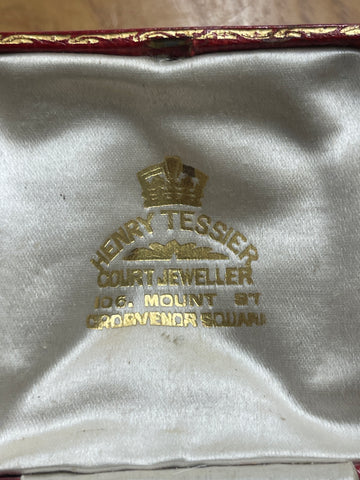 HENRY TESSIER
COURT JEWELLER
106. MOUNT ST
GROSVENOR SQUARE